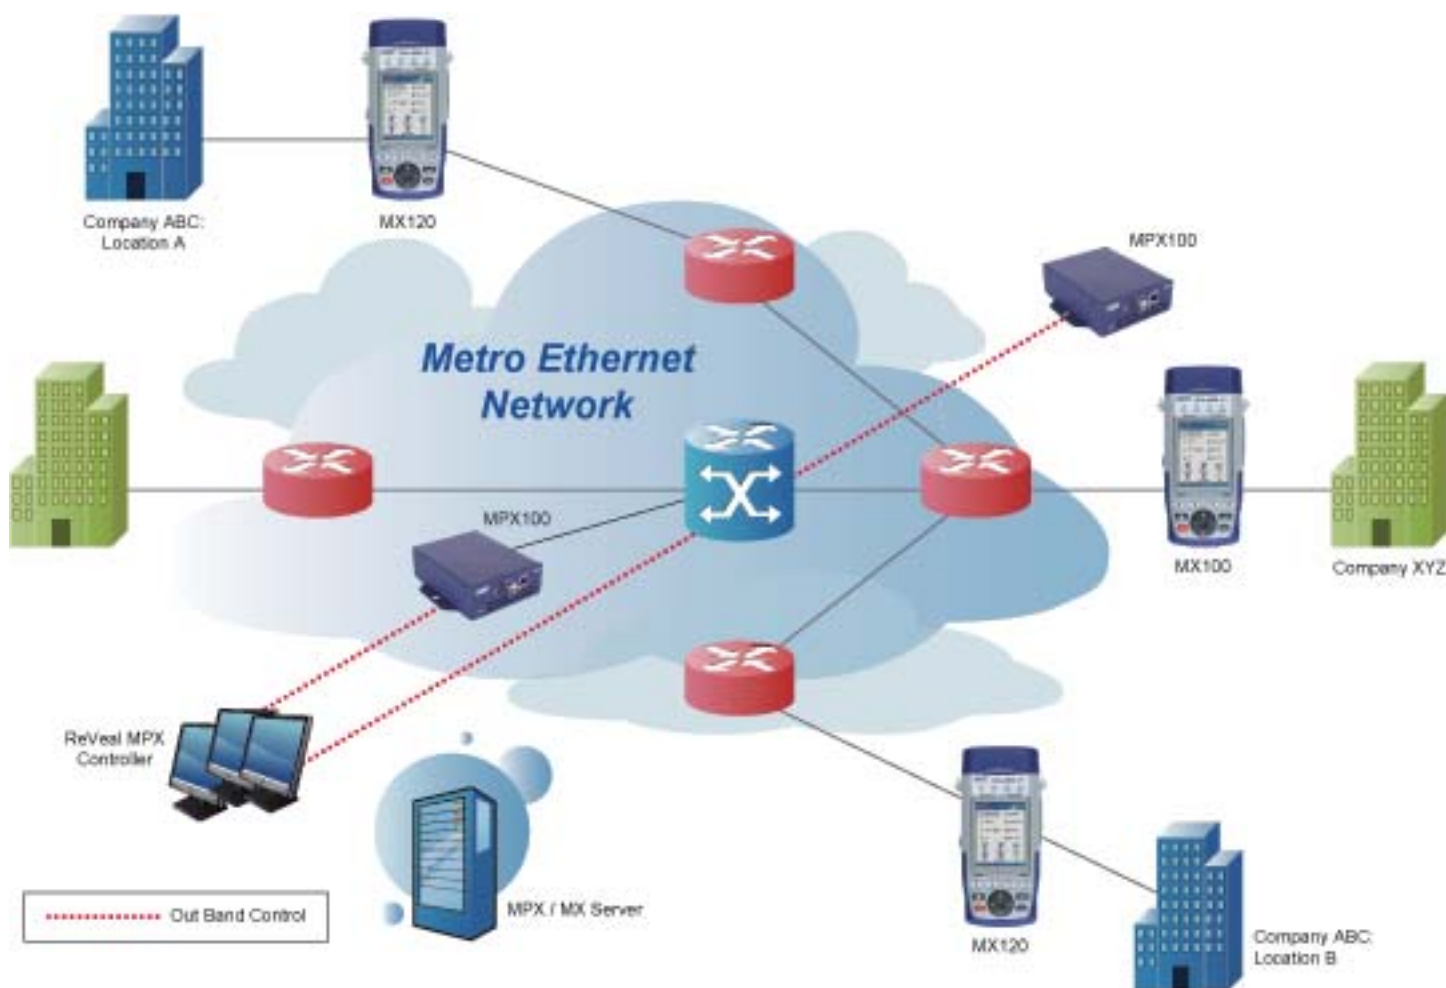 Company ABC:
Location A
MX120
MPX100
Metro Ethernet
Network
MPX100
MX100
Company XYZ
ReVeal MPX
Controller
MPX / MX Server
Out Band Control
MX120
Company ABC:
Location B